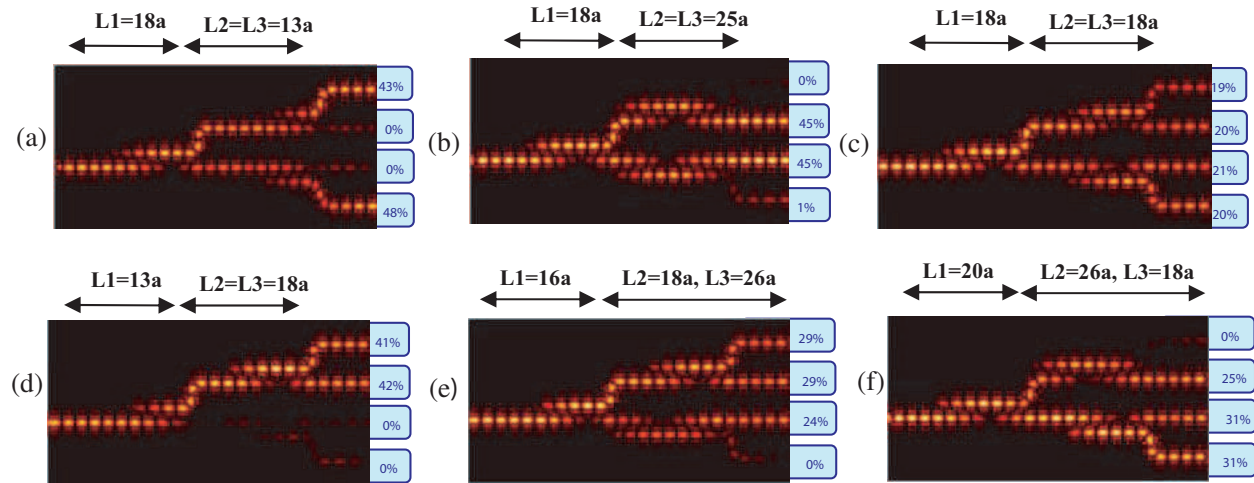 L1=18a
L2=L3=13a
(a)
43%
0%
0%
48%
L1=18a
L2=L3=25a
(b)
0%
45%
45%
1%
L1=18a
L2=L3=18a
(c)
19%
20%
21%
20%
L1=13a
L2=L3=18a
(d)
41%
42%
0%
0%
L1=16a
L2=18a, L3=26a
(e)
29%
29%
24%
0%
L1=20a
L2=26a, L3=18a
(f)
0%
25%
31%
31%